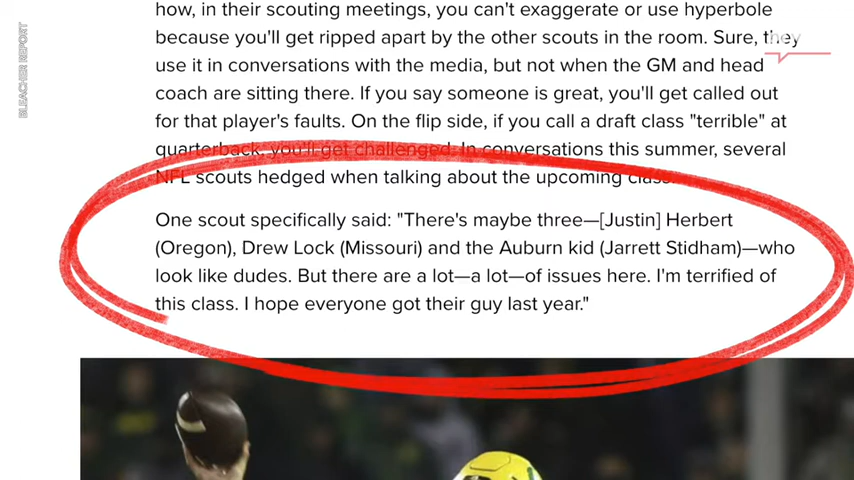 BLEACHER REPORT
how, in their scouting meetings, you can't exaggerate or use hyperbole
because you'll get ripped apart by the other scouts in the room. Sure, they
use it in conversations with the media, but not when the GM and head
coach are sitting there. If you say someone is great, you'll get called out
for that player's faults. On the flip side, if you call a draft class "terrible" at
quarterback, you'll get challenged. In conversations this summer, several
NFL scouts hedged when talking about the upcoming class.
One scout specifically said: "There's maybe three—[Justin] Herbert
(Oregon), Drew Lock (Missouri) and the Auburn kid (Jarrett Stidham)—who
look like dudes. But there are a lot—a lot—of issues here. I'm terrified of
this class. I hope everyone got their guy last year."